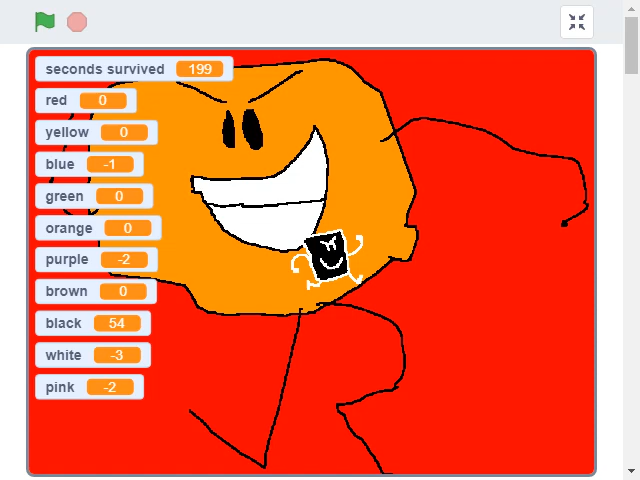 seconds survived 199
red 0
yellow 0
blue -1
green 0
orange 0
purple -2
brown 0
black 54
white -3
pink -2